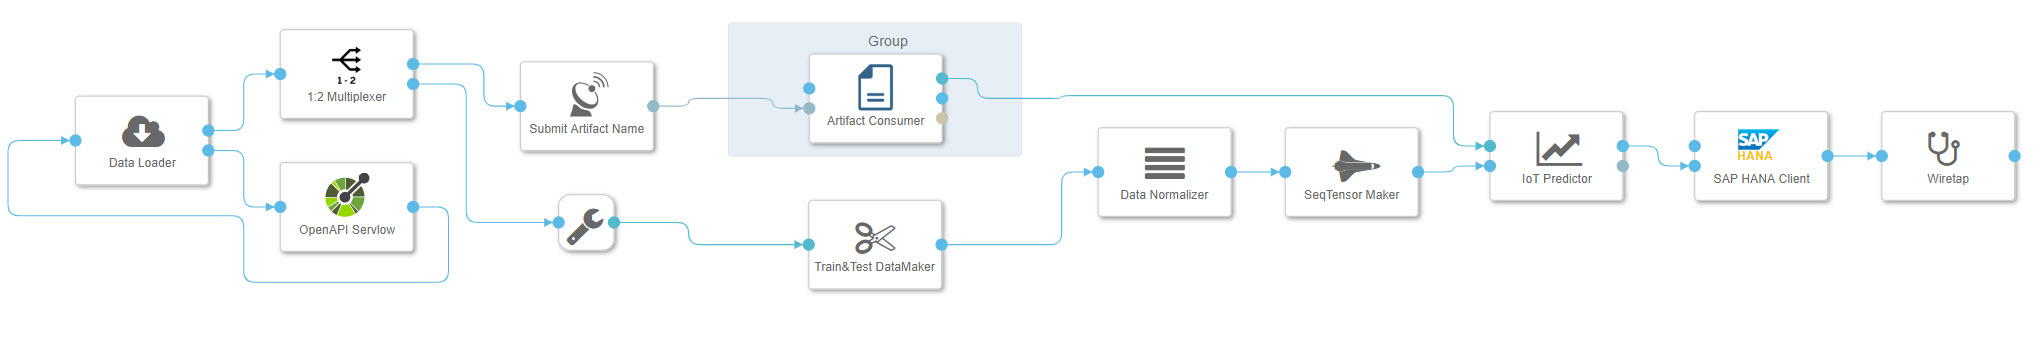 Group
1 - 2
1:2 Multiplexer
Submit Artifact Name
Artifact Consumer
Data Loader
OpenAPI Servlow
Train&Test DataMaker
Data Normalizer
SeqTensor Maker
IoT Predictor
SAP
HANA
SAP HANA Client
Wiretap